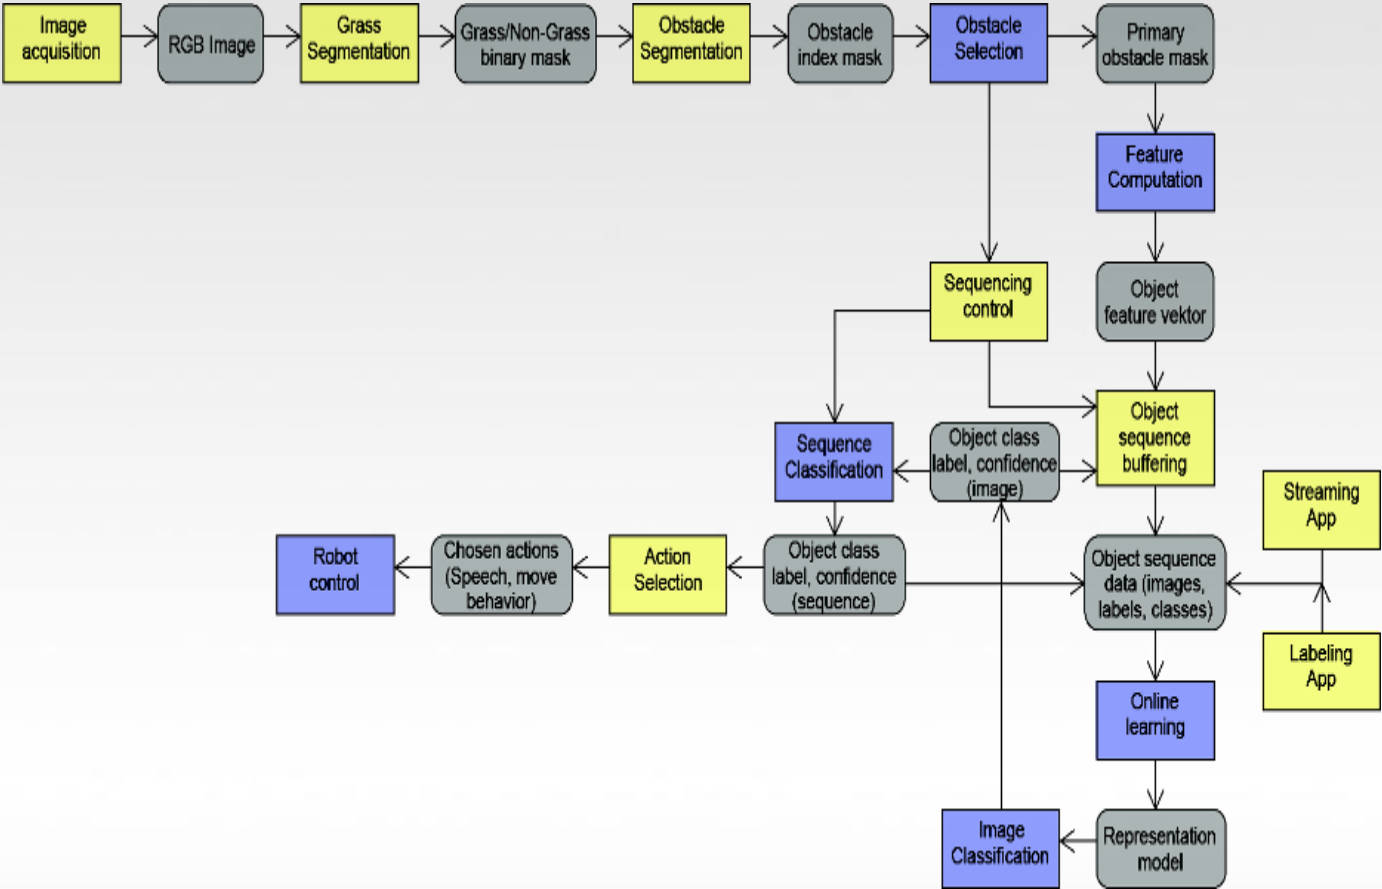 Image
acquisition
RGB Image
Grass
Segmentation
Grass/Non-Grass
binary mask
Obstacle
Segmentation
Obstacle
index mask
Obstacle
Selection
Primary
obstacle mask
Feature
Computation
Sequencing
control
Object
feature vektor
Object
sequence
buffering
Sequence
Classification
Object class
label, confidence
(image)
Streaming
App
Robot
control
Chosen actions
(Speech, move
behavior)
Action
Selection
Object class
label, confidence
(sequence)
Object sequence
data (images,
labels, classes)
Labeling
App
Online
learning
Image
Classification
Representation
model